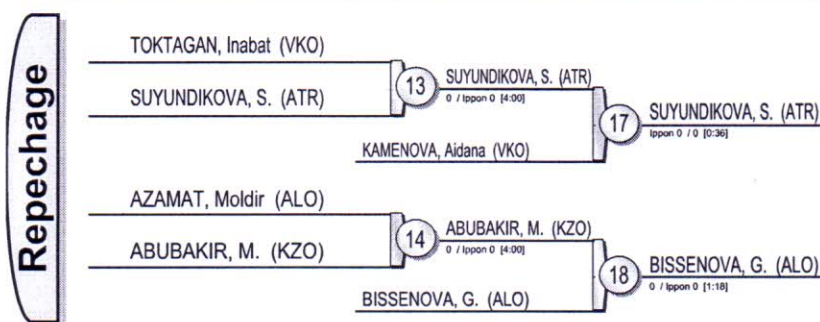 Repechage
TOKTAGAN, Inabat (VKO)
SUYUNDIKOVA, S. (ATR)
13
SUYUNDIKOVA, S. (ATR)
0 / Ippon 0 [4:00]
KAMENOVA, Aidana (VKO)
17
SUYUNDIKOVA, S. (ATR)
Ippon 0 / 0 [0:36]
AZAMAT, Moldir (ALO)
ABUBAKIR, M. (KZO)
14
ABUBAKIR, M. (KZO)
0 / Ippon 0 [4:00]
BISSENOVA, G. (ALO)
18
BISSENOVA, G. (ALO)
0 / Ippon 0 [1:18]